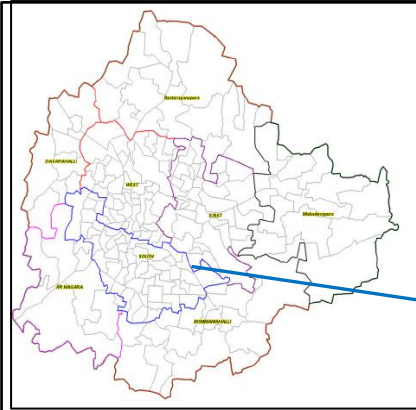 Byatarayanapura
DASARAHALLI
WEST
EAST
Mahadevapura
SOUTH
RR NAGARA
BOMMANAHALLI